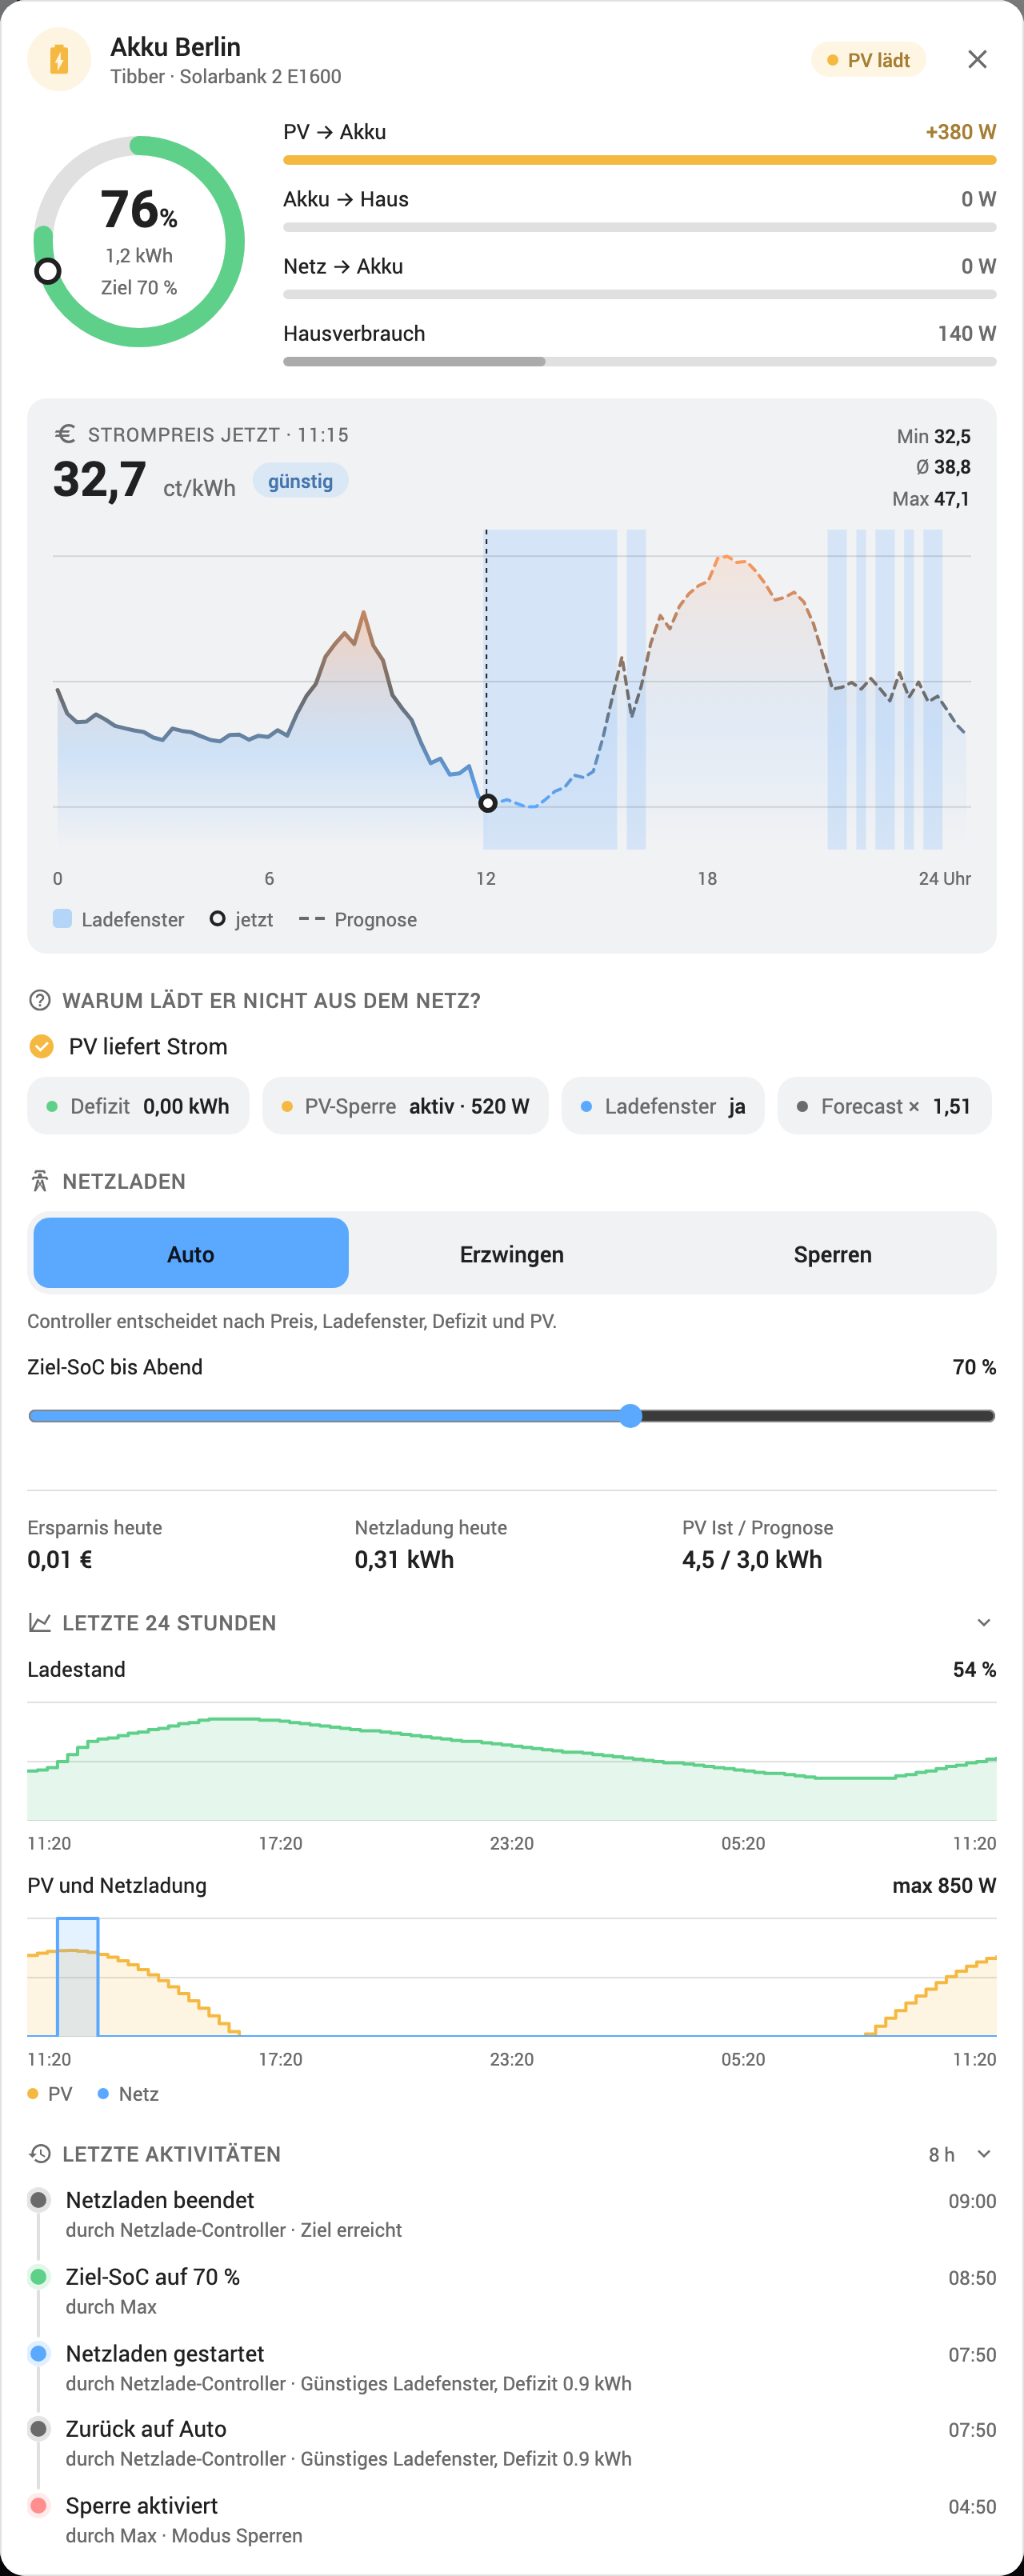 Akku Berlin
Tibber · Solarbank 2 E1600
PV lädt
76%
1,2 kWh
Ziel 70 %
PV → Akku
+380 W
Akku → Haus
0 W
Netz → Akku
0 W
Hausverbrauch
140 W
€ STROMPREIS JETZT · 11:15
32,7 ct/kWh
günstig
Min 32,5
Ø 38,8
Max 47,1
0 6 12 18 24 Uhr
Ladefenster jetzt Prognose
WARUM LÄDT ER NICHT AUS DEM NETZ?
PV liefert Strom
Defizit 0,00 kWh
PV-Sperre aktiv · 520 W
Ladefenster ja
Forecast × 1,51
NETZLADEN
Auto Erzwingen Sperren
Controller entscheidet nach Preis, Ladefenster, Defizit und PV.
Ziel-SoC bis Abend 70 %
Ersparnis heute
0,01 €
Netzladung heute
0,31 kWh
PV Ist / Prognose
4,5 / 3,0 kWh
LETZTE 24 STUNDEN
Ladestand 54 %
11:20 17:20 23:20 05:20 11:20
PV und Netzladung max 850 W
11:20 17:20 23:20 05:20 11:20
PV Netz
LETZTE AKTIVITÄTEN 8 h
Netzladen beendet 09:00
durch Netzlade-Controller · Ziel erreicht
Ziel-SoC auf 70 % 08:50
durch Max
Netzladen gestartet 07:50
durch Netzlade-Controller · Günstiges Ladefenster, Defizit 0.9 kWh
Zurück auf Auto 07:50
durch Netzlade-Controller · Günstiges Ladefenster, Defizit 0.9 kWh
Sperre aktiviert 04:50
durch Max · Modus Sperren